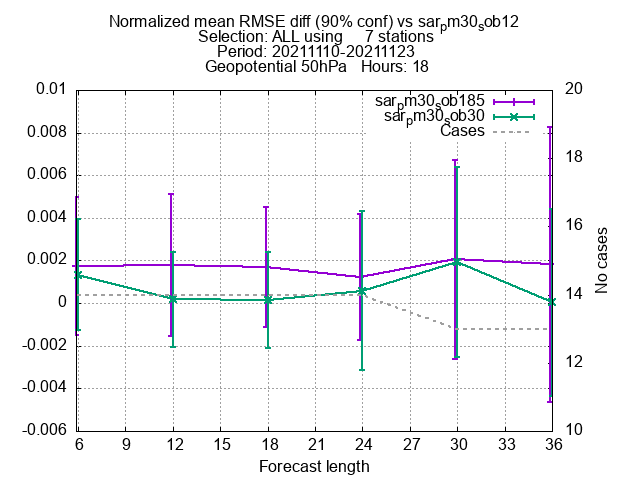 Normalized mean RMSE diff (90% conf) vs sarpm30sob12
Selection: ALL using     7 stations
Period: 20211110-20211123
Geopotential 50hPa   Hours: 18
sarpm30sob185
sarpm30sob30
Cases
0.01
0.008
0.006
0.004
0.002
0
-0.002
-0.004
-0.006
20
18
16
14
12
10
No cases
6 9 12 15 18 21 24 27 30 33 36
Forecast length